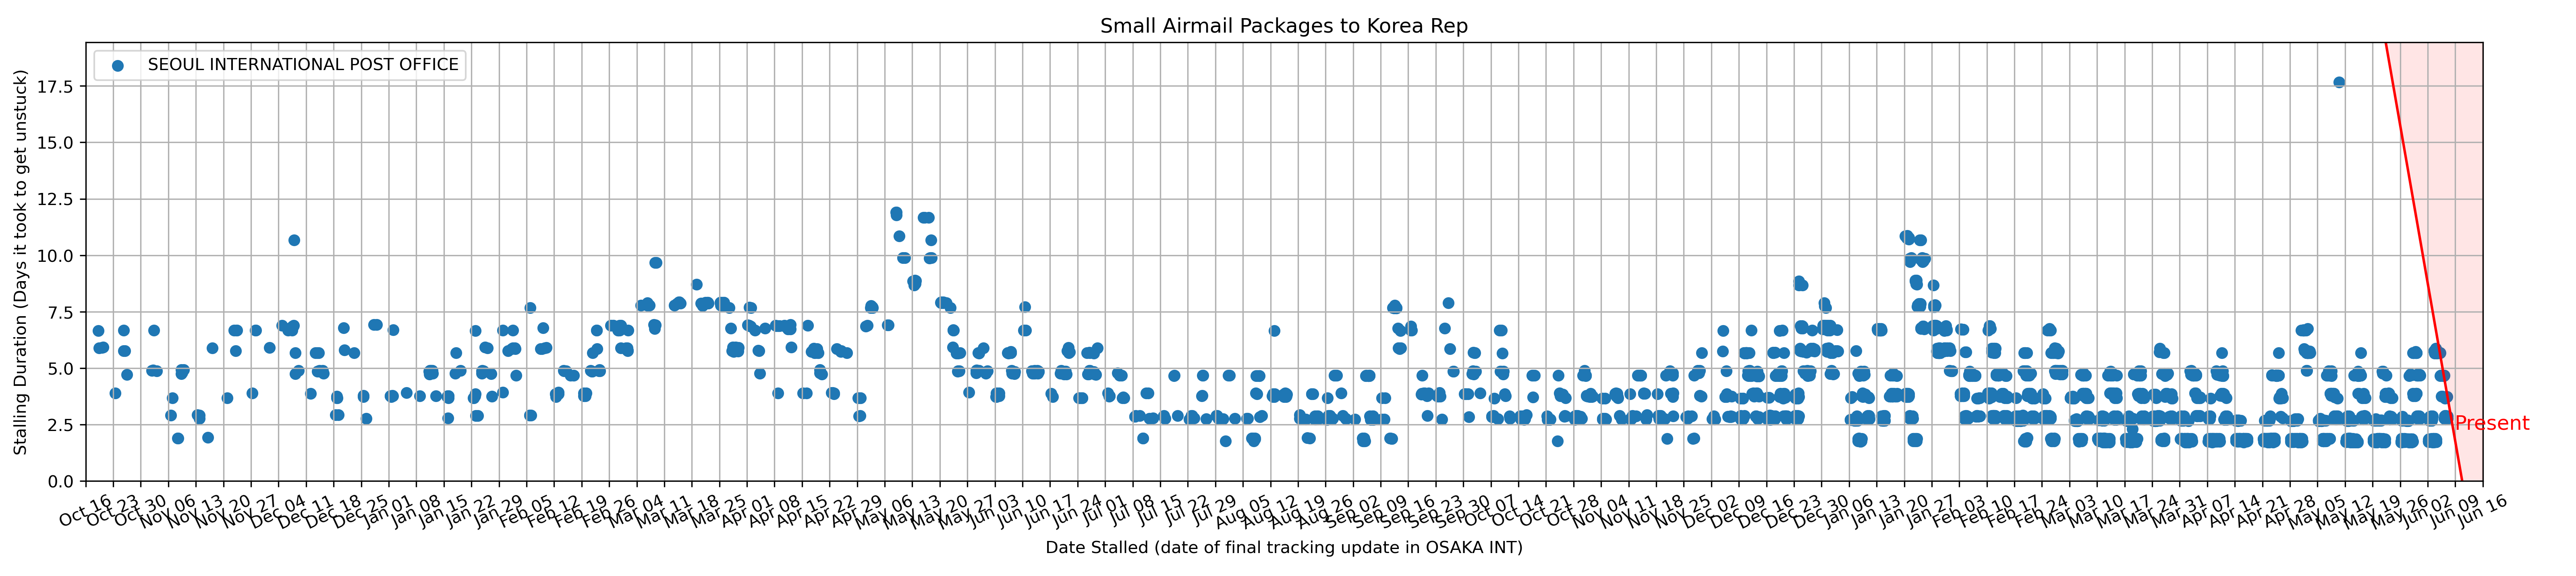 Small Airmail Packages to Korea Rep
SEOUL INTERNATIONAL POST OFFICE
Stalling Duration (Days it took to get unstuck)
17.5
15.0
12.5
10.0
7.5
5.0
2.5
0.0
Present
Oct 16
Oct 23
Oct 30
Nov 06
Nov 13
Nov 20
Nov 27
Dec 04
Dec 11
Dec 18
Dec 25
Jan 01
Jan 08
Jan 15
Jan 22
Jan 29
Feb 05
Feb 12
Feb 19
Feb 26
Mar 04
Mar 11
Mar 18
Mar 25
Apr 01
Apr 08
Apr 15
Apr 22
Apr 29
May 06
May 13
May 20
May 27
Jun 03
Jun 10
Jun 17
Jun 24
Jul 01
Jul 08
Jul 15
Jul 22
Jul 29
Aug 05
Aug 12
Aug 19
Aug 26
Sep 02
Sep 09
Sep 16
Sep 23
Sep 30
Oct 07
Oct 14
Oct 21
Oct 28
Nov 04
Nov 11
Nov 18
Nov 25
Dec 02
Dec 09
Dec 16
Dec 23
Dec 30
Jan 06
Jan 13
Jan 20
Jan 27
Feb 03
Feb 10
Feb 17
Feb 24
Mar 03
Mar 10
Mar 17
Mar 24
Mar 31
Apr 07
Apr 14
Apr 21
Apr 28
May 05
May 12
May 19
May 26
Jun 02
Jun 09
Jun 16
Date Stalled (date of final tracking update in OSAKA INT)